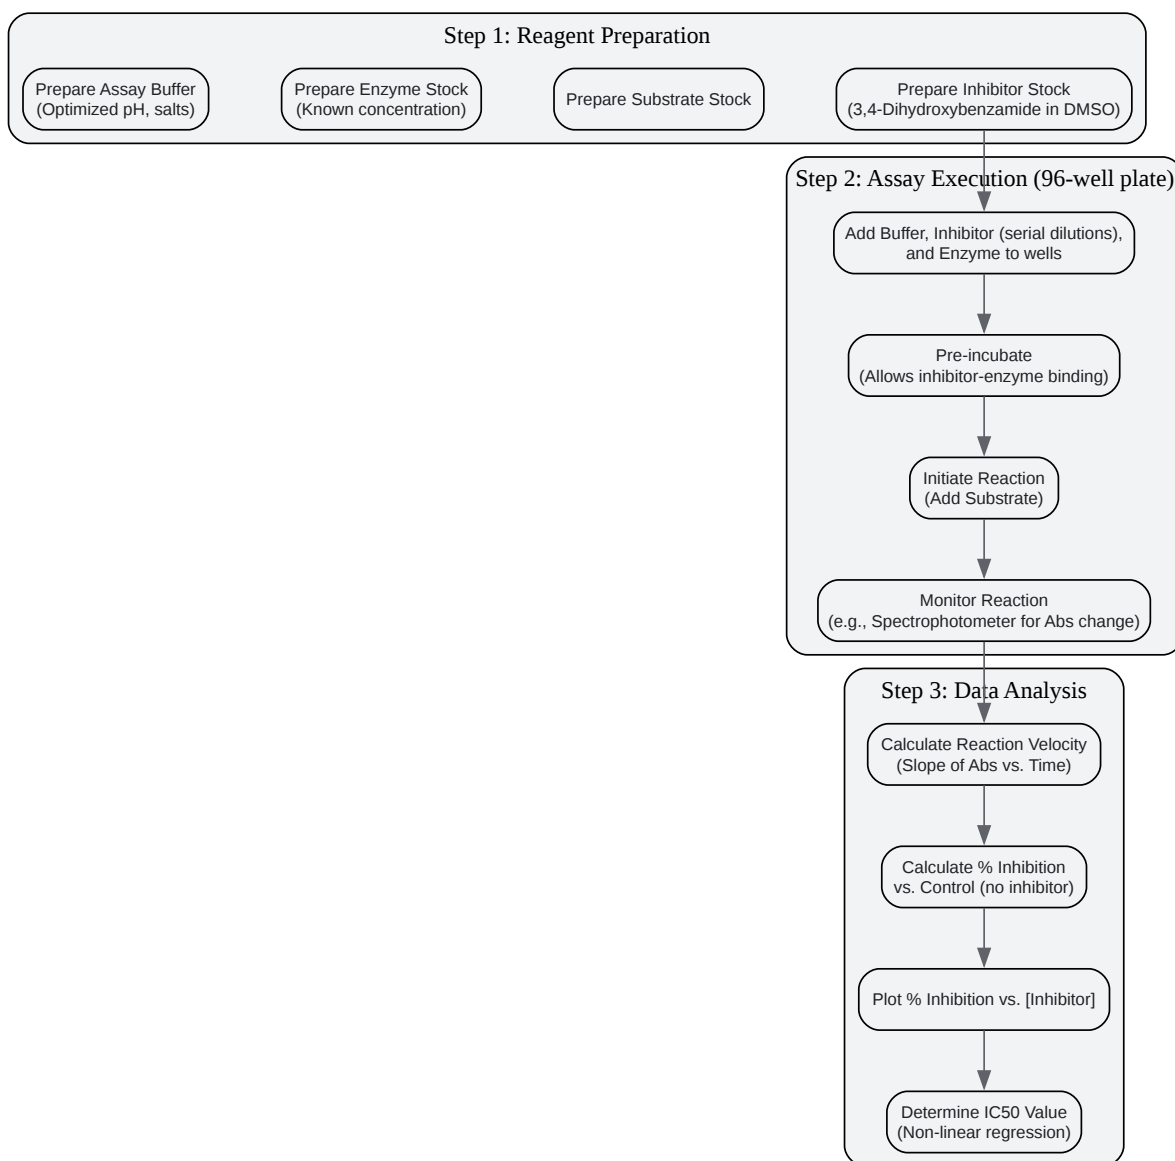 Step 1: Reagent Preparation
Prepare Assay Buffer
(Optimized pH, salts)
Prepare Enzyme Stock
(Known concentration)
Prepare Substrate Stock
Prepare Inhibitor Stock
(3,4-Dihydroxybenzamide in DMSO)
Step 2: Assay Execution (96-well plate)
Add Buffer, Inhibitor (serial dilutions),
and Enzyme to wells
Pre-incubate
(Allows inhibitor-enzyme binding)
Initiate Reaction
(Add Substrate)
Monitor Reaction
(e.g., Spectrophotometer for Abs change)
Step 3: Data Analysis
Calculate Reaction Velocity
(Slope of Abs vs. Time)
Calculate % Inhibition
vs. Control (no inhibitor)
Plot % Inhibition vs. [Inhibitor]
Determine IC50 Value
(Non-linear regression)